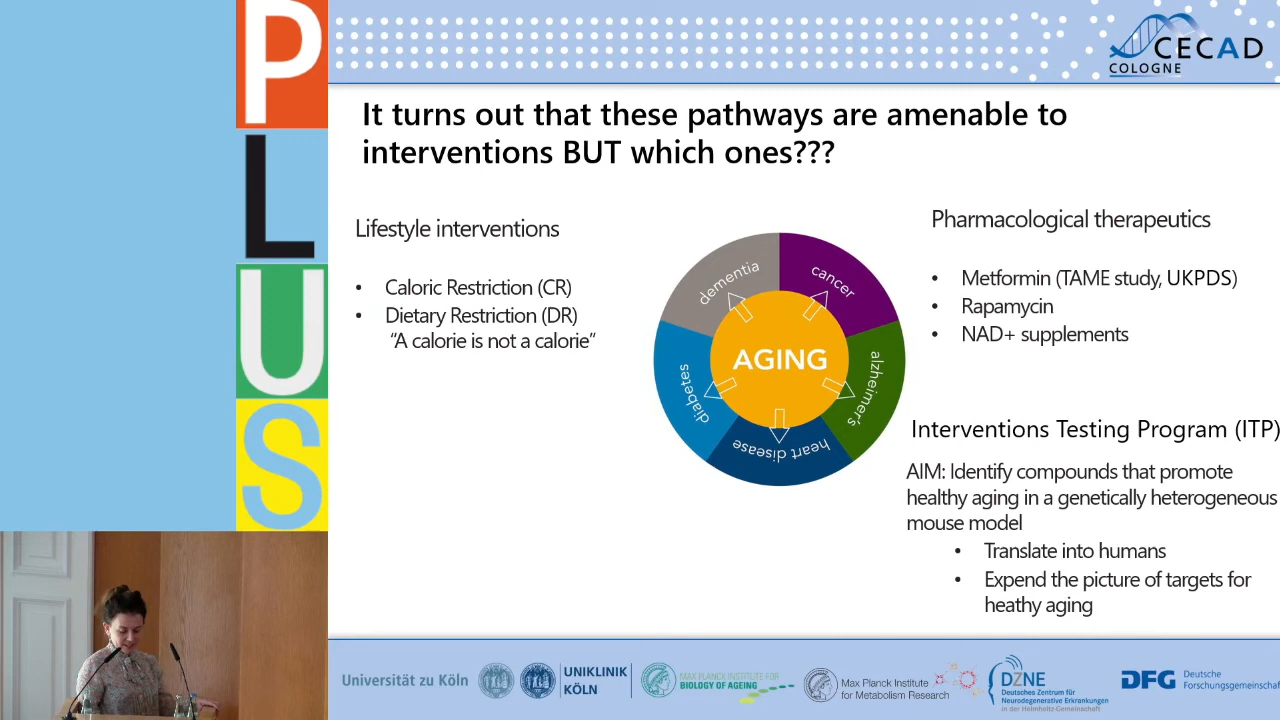 P
L
U
S
CECAD
COLOGNE
It turns out that these pathways are amenable to
interventions BUT which ones???
Lifestyle interventions
• Caloric Restriction (CR)
• Dietary Restriction (DR)
“A calorie is not a calorie”
dementia
cancer
alzheimer's
heart disease
diabetes
AGING
Pharmacological therapeutics
• Metformin (TAME study, UKPDS)
• Rapamycin
• NAD+ supplements
Interventions Testing Program (ITP)
AIM: Identify compounds that promote
healthy aging in a genetically heterogeneous
mouse model
• Translate into humans
• Expend the picture of targets for
heathy aging
Universität zu Köln
UNIKLINIK
KÖLN
MAX PLANCK INSTITUTE FOR
BIOLOGY OF AGEING
Max Planck Institute
for Metabolism Research
DZNE
Deutsches Zentrum für
Neurodegenerative Erkrankungen
in der Helmholtz-Gemeinschaft
DFG
Deutsche
Forschungsgemeinschaf